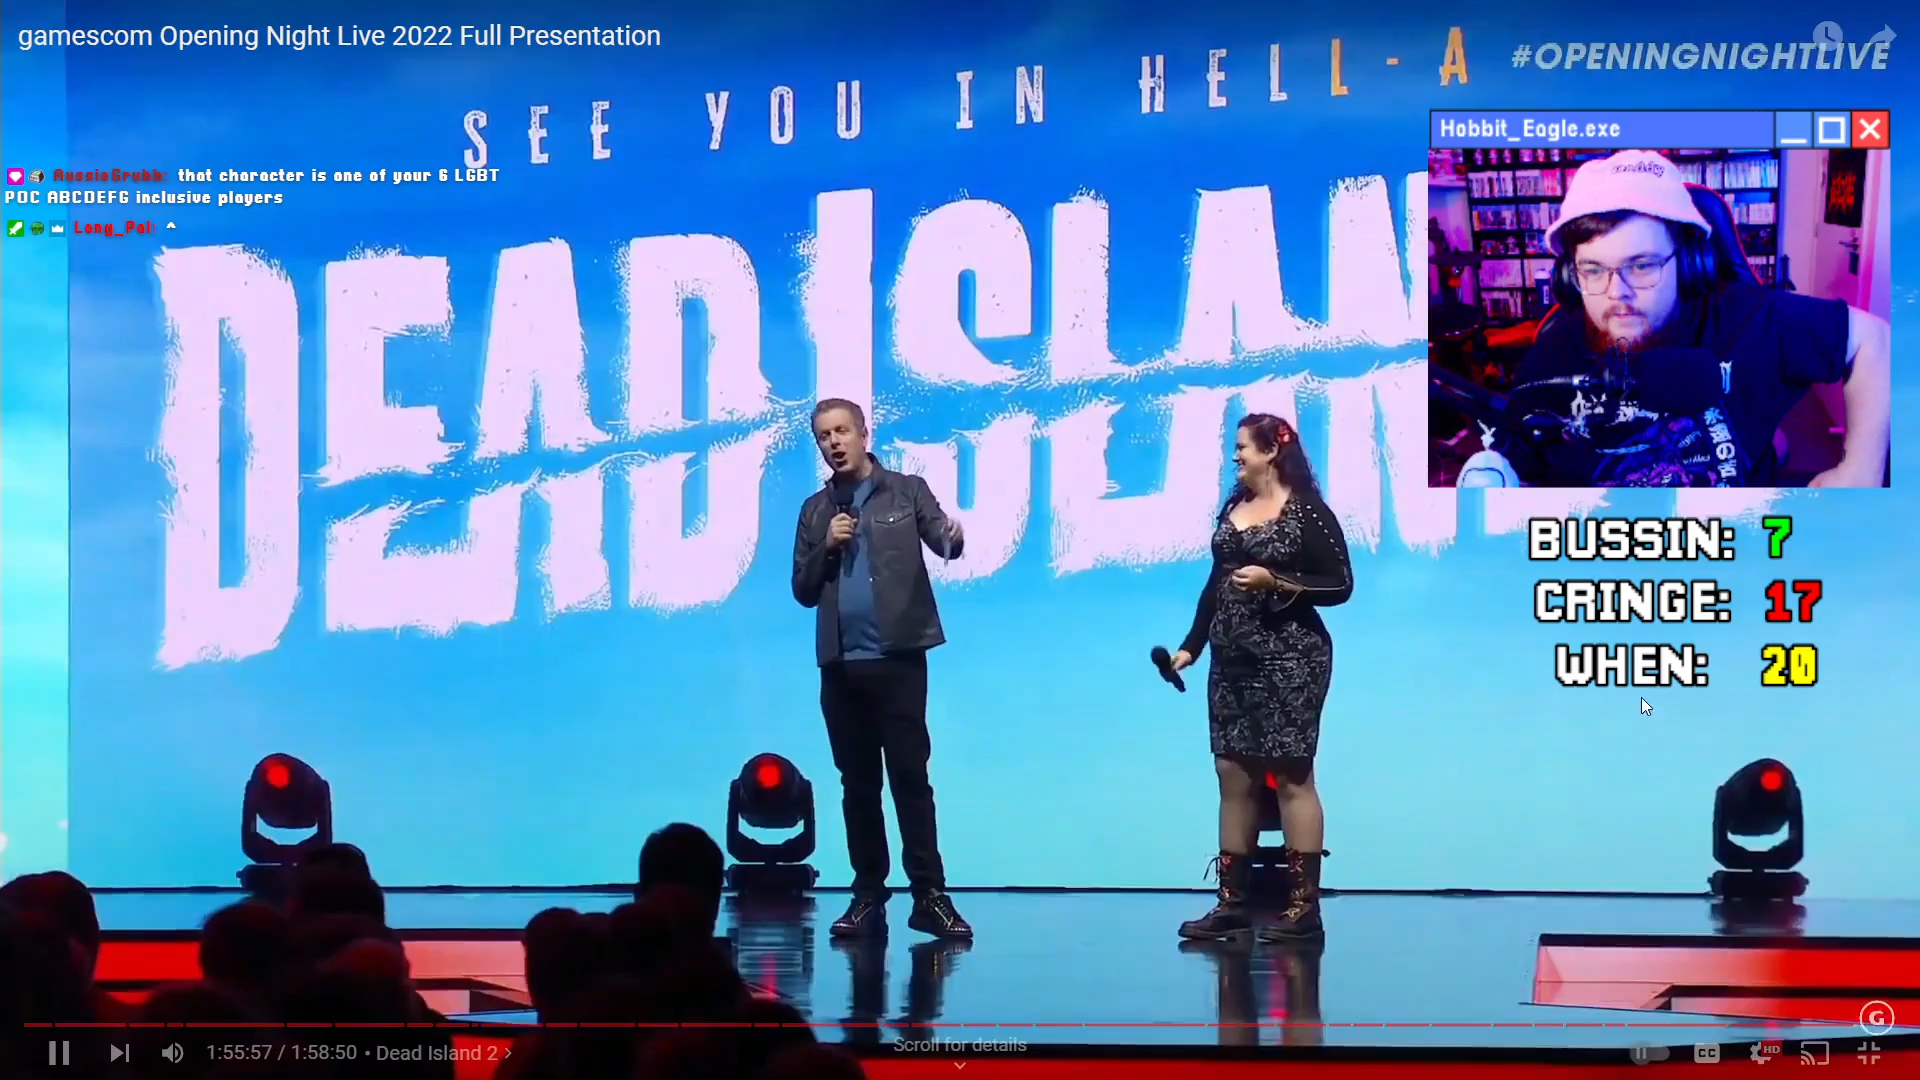 gamescom Opening Night Live 2022 Full Presentation
#OPENINGNIGHTLIVE
SEE YOU IN HELL-A
Hobbit_Eagle.exe
AussieGrubb: that character is one of your 6 LGBT
POC ABCDEFG inclusive players
Long_Pol: ^
DEAD ISLAN
BUSSIN: 7
CRINGE: 17
WHEN: 20
G
Scroll for details
1:55:57 / 1:58:50 • Dead Island 2 >
CC
HD